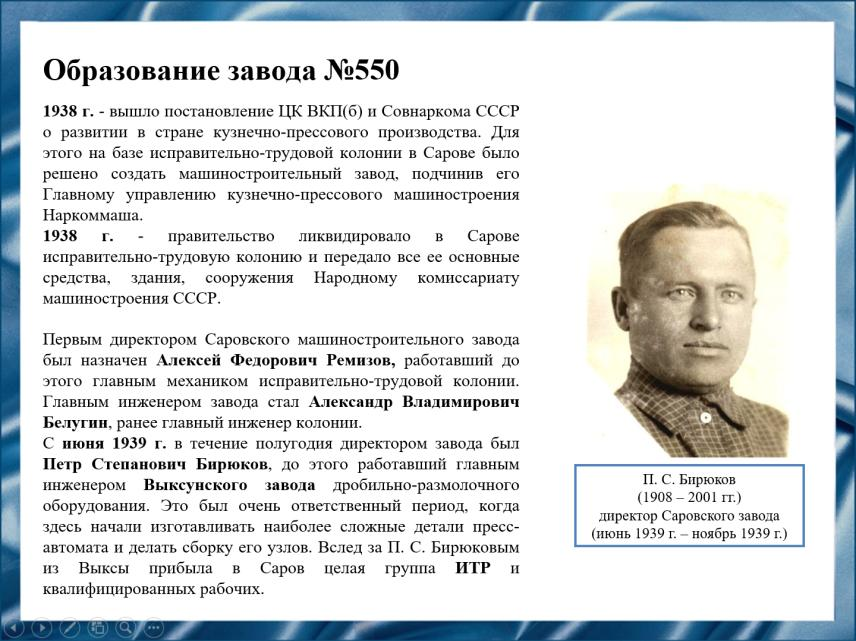 Образование завода №550
1938 г. - вышло постановление ЦК ВКП(б) и Совнаркома СССР
о развитии в стране кузнечно-прессового производства. Для
этого на базе исправительно-трудовой колонии в Сарове было
решено создать машиностроительный завод, подчинив его
Главному управлению кузнечно-прессового машиностроения
Наркоммаша.
1938 г. - правительство ликвидировало в Сарове
исправительно-трудовую колонию и передало все ее основные
средства, здания, сооружения Народному комиссариату
машиностроения СССР.
Первым директором Саровского машиностроительного завода
был назначен Алексей Федорович Ремизов, работавший до
этого главным механиком исправительно-трудовой колонии.
Главным инженером завода стал Александр Владимирович
Белугин, ранее главный инженер колонии.
С июня 1939 г. в течение полугодия директором завода был
Петр Степанович Бирюков, до этого работавший главным
инженером Выксунского завода дробильно-размолочного
оборудования. Это был очень ответственный период, когда
здесь начали изготавливать наиболее сложные детали пресс-
автомата и делать сборку его узлов. Вслед за П. С. Бирюковым
из Выксы прибыла в Саров целая группа ИТР и
квалифицированных рабочих.
П. С. Бирюков
(1908 – 2001 гг.)
директор Саровского завода
(июнь 1939 г. – ноябрь 1939 г.)